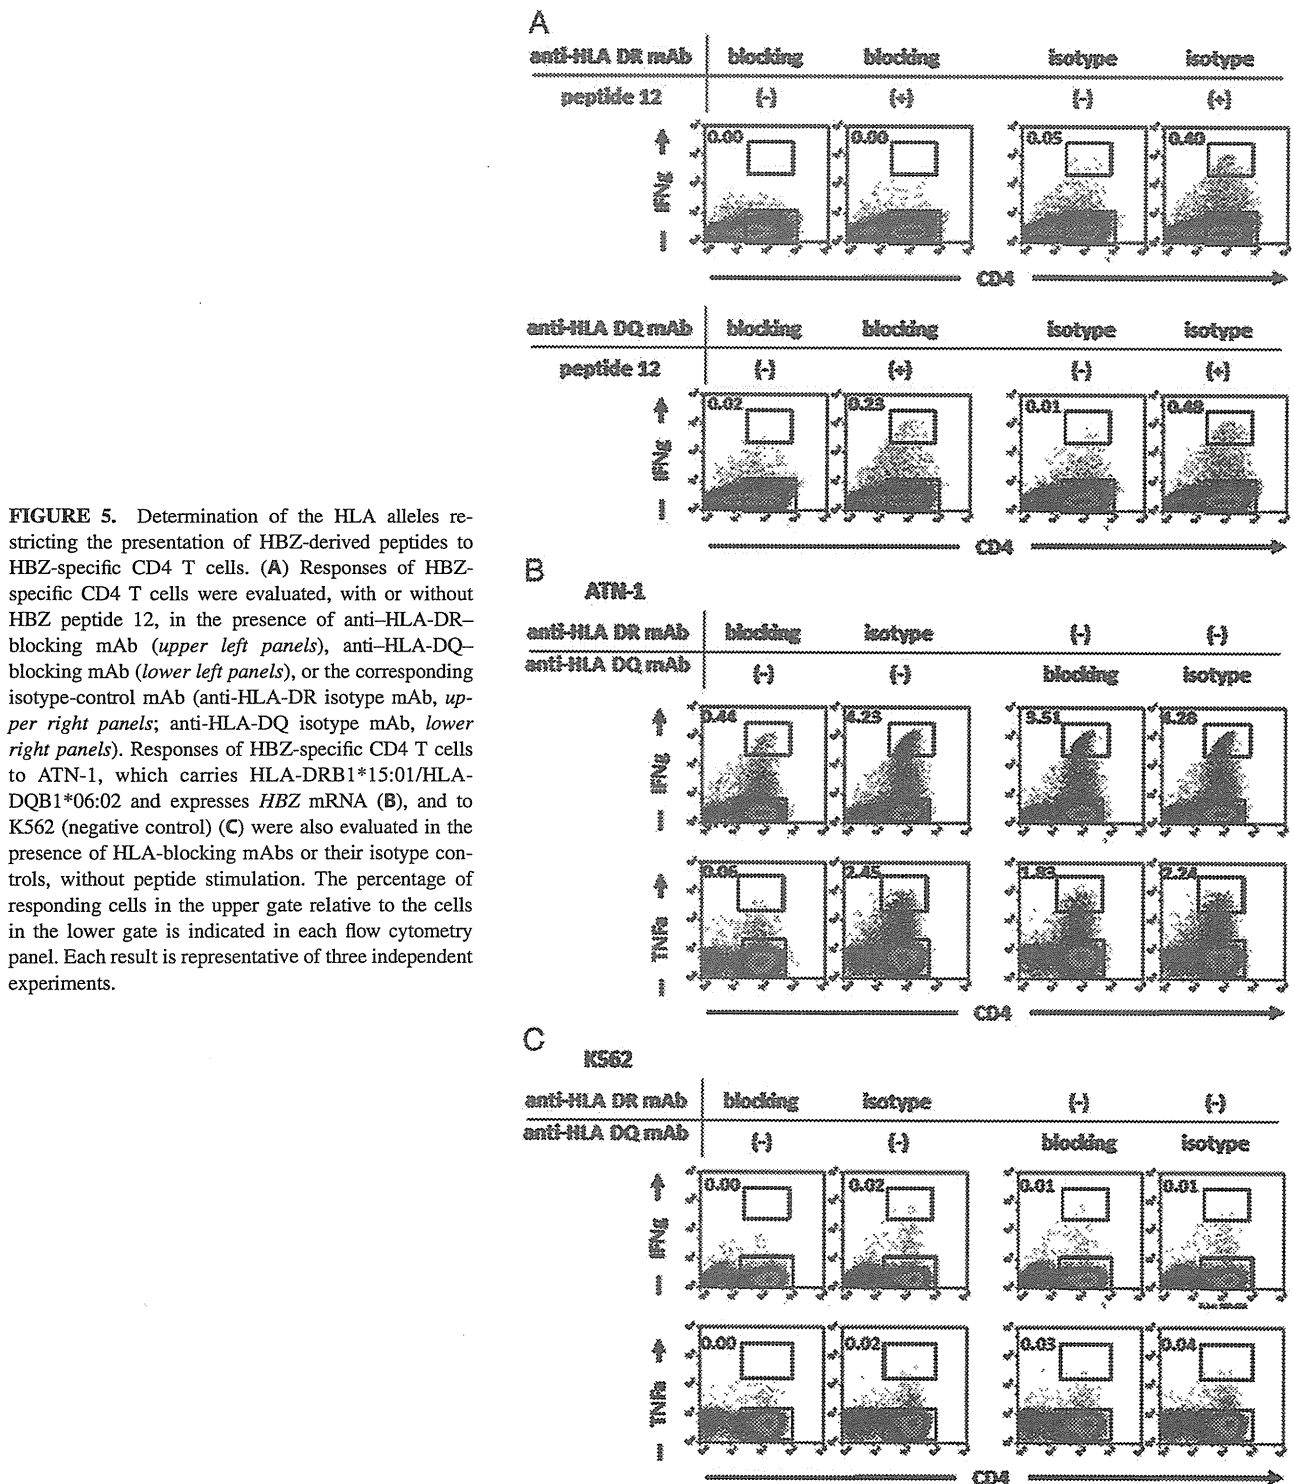 A
anti-HLA DR mAb blocking blocking isotype isotype
peptide 12 (-) (+) (-) (+)
0.00 0.00 0.05 0.40
IFNg
CD4
anti-HLA DQ mAb blocking blocking isotype isotype
peptide 12 (-) (+) (-) (+)
0.02 0.23 0.01 0.48
IFNg
CD4
FIGURE 5. Determination of the HLA alleles re-
stricting the presentation of HBZ-derived peptides to
HBZ-specific CD4 T cells. (A) Responses of HBZ-
specific CD4 T cells were evaluated, with or without
HBZ peptide 12, in the presence of anti–HLA-DR–
blocking mAb (upper left panels), anti–HLA-DQ–
blocking mAb (lower left panels), or the corresponding
isotype-control mAb (anti-HLA-DR isotype mAb, up-
per right panels; anti-HLA-DQ isotype mAb, lower
right panels). Responses of HBZ-specific CD4 T cells
to ATN-1, which carries HLA-DRB1*15:01/HLA-
DQB1*06:02 and expresses HBZ mRNA (B), and to
K562 (negative control) (C) were also evaluated in the
presence of HLA-blocking mAbs or their isotype con-
trols, without peptide stimulation. The percentage of
responding cells in the upper gate relative to the cells
in the lower gate is indicated in each flow cytometry
panel. Each result is representative of three independent
experiments.
B
ATN-1
anti-HLA DR mAb blocking isotype (-) (-)
anti-HLA DQ mAb (-) (-) blocking isotype
0.44 4.23 3.51 4.28
IFNg
0.06 2.45 1.83 2.24
TNFa
CD4
C
K562
anti-HLA DR mAb blocking isotype (-) (-)
anti-HLA DQ mAb (-) (-) blocking isotype
0.00 0.02 0.01 0.01
IFNg
0.00 0.02 0.03 0.04
TNFa
CD4